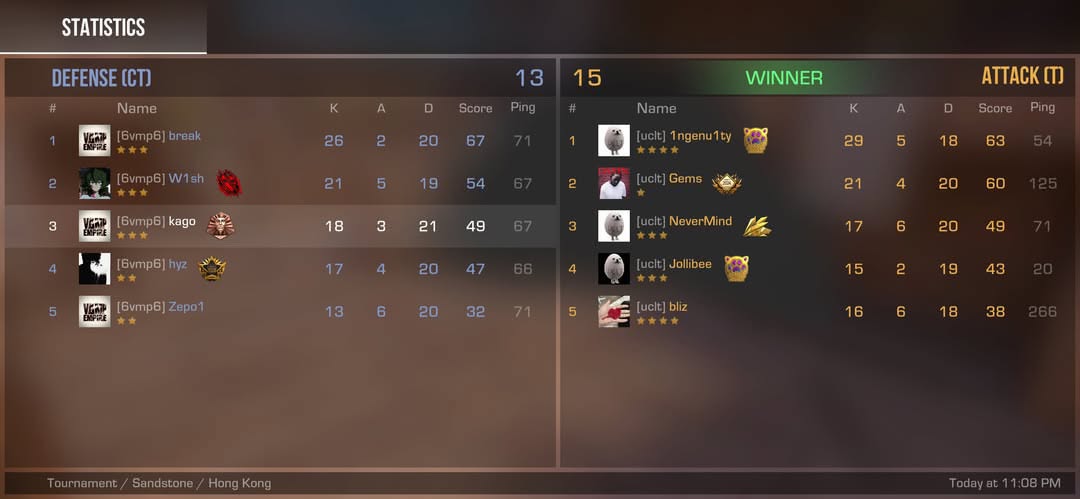 STATISTICS
DEFENSE (CT) 13
# Name K A D Score Ping
1 VGRTP EMPIRE [6vmp6] break 26 2 20 67 71
2 [6vmp6] W1sh 21 5 19 54 67
3 EMPIRE [6vmp6] kago 18 3 21 49 67
4 [6vmp6] hyz 17 4 20 47 66
5 EMPIRE [6vmp6] Zepo1 13 6 20 32 71
15 WINNER ATTACK (T)
# Name K A D Score Ping
1 [uclt] 1ngenu1ty 29 5 18 63 54
2 [uclt] Gems 21 4 20 60 125
3 [uclt] NeverMind 17 6 20 49 71
4 [uclt] Jollibee 15 2 19 43 20
5 [uclt] bliz 16 6 18 38 266
Tournament / Sandstone / Hong Kong Today at 11:08 PM